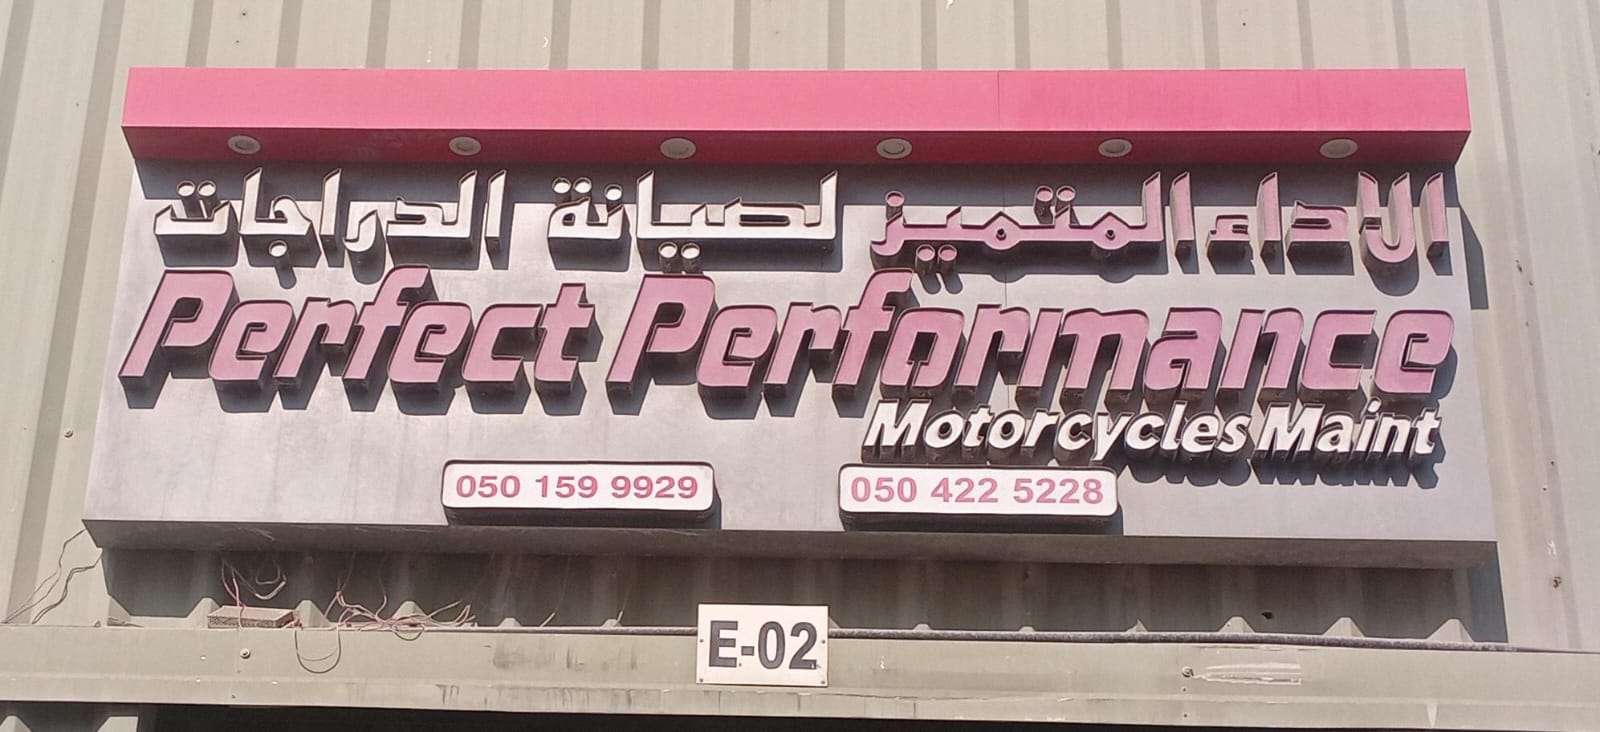 الاداء المتميز لصيانة الدراجات
Perfect Performance
Motorcycles Maint
050 159 9929 050 422 5228
E-02